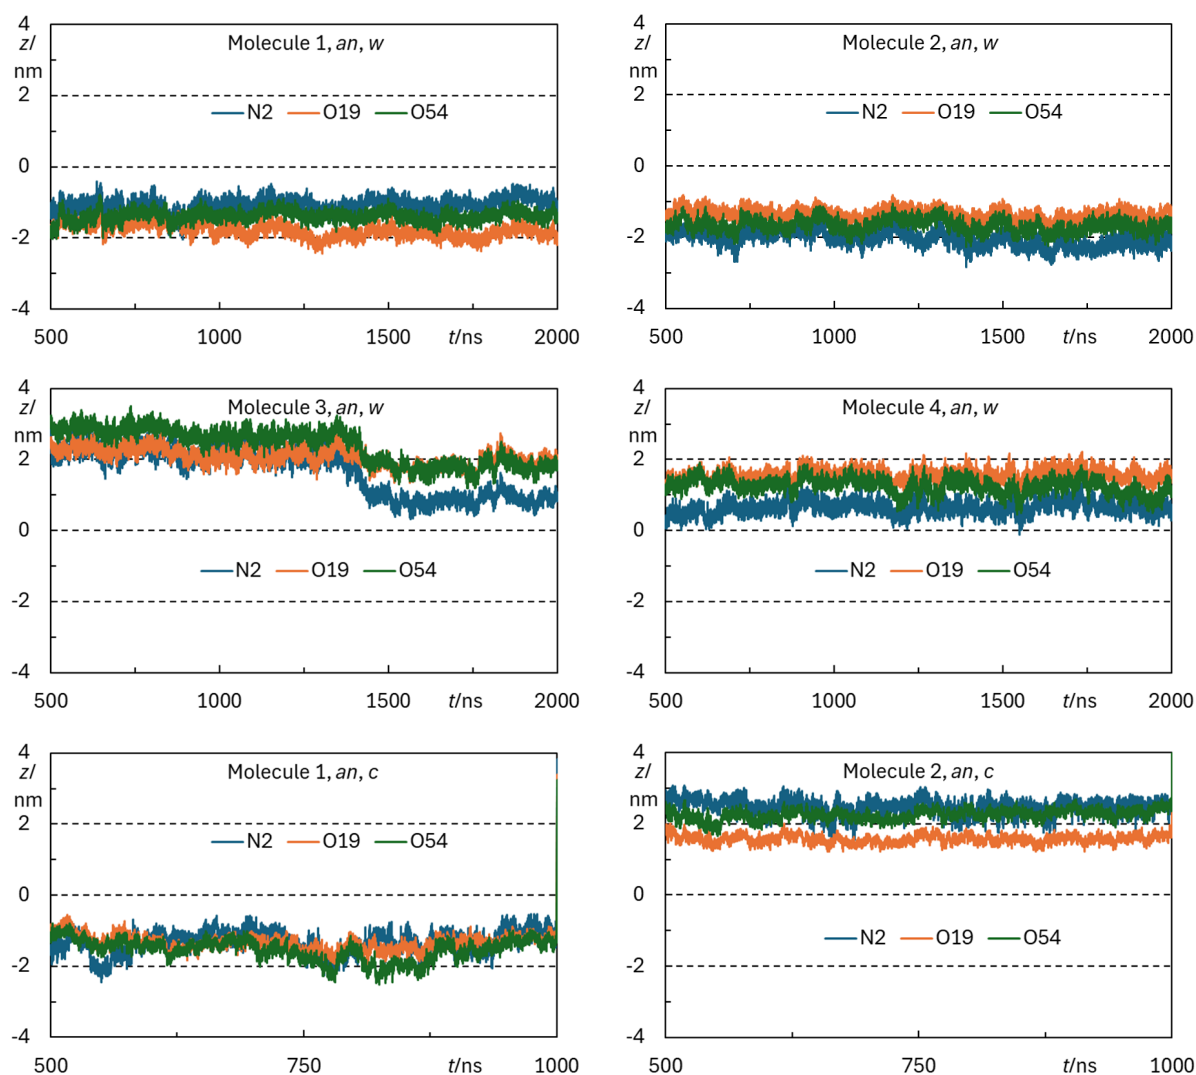 4
z/
nm
2
0
-2
-4
Molecule 1, an, w
N2 O19 O54
500 1000 1500 t/ns 2000
4
z/
nm
2
0
-2
-4
Molecule 2, an, w
N2 O19 O54
500 1000 1500 t/ns 2000
4
z/
nm
2
0
-2
-4
Molecule 3, an, w
N2 O19 O54
500 1000 1500 t/ns 2000
4
z/
nm
2
0
-2
-4
Molecule 4, an, w
N2 O19 O54
500 1000 1500 t/ns 2000
4
z/
nm
2
0
-2
-4
Molecule 1, an, c
N2 O19 O54
500 750 t/ns 1000
4
z/
nm
2
0
-2
-4
Molecule 2, an, c
N2 O19 O54
500 750 t/ns 1000